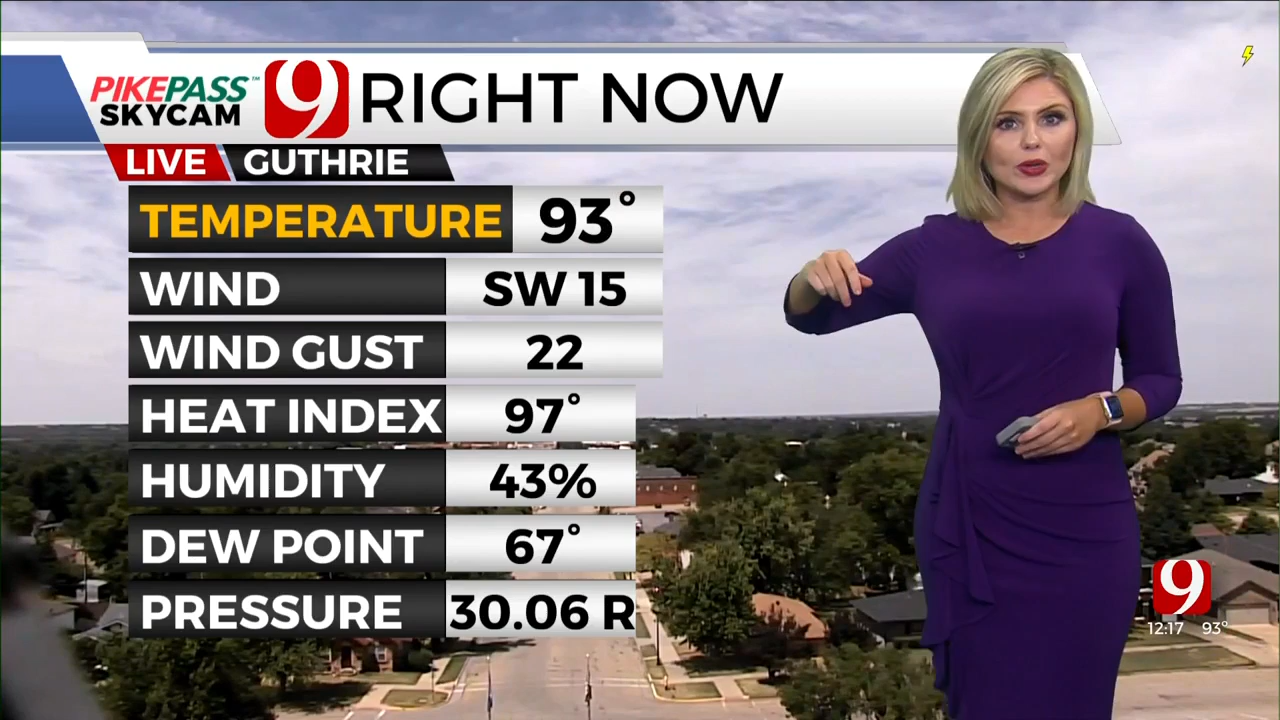 PIKEPASS™
SKYCAM
9 RIGHT NOW
LIVE GUTHRIE
TEMPERATURE 93°
WIND SW 15
WIND GUST 22
HEAT INDEX 97°
HUMIDITY 43%
DEW POINT 67°
PRESSURE 30.06 R
9
12:17 93°